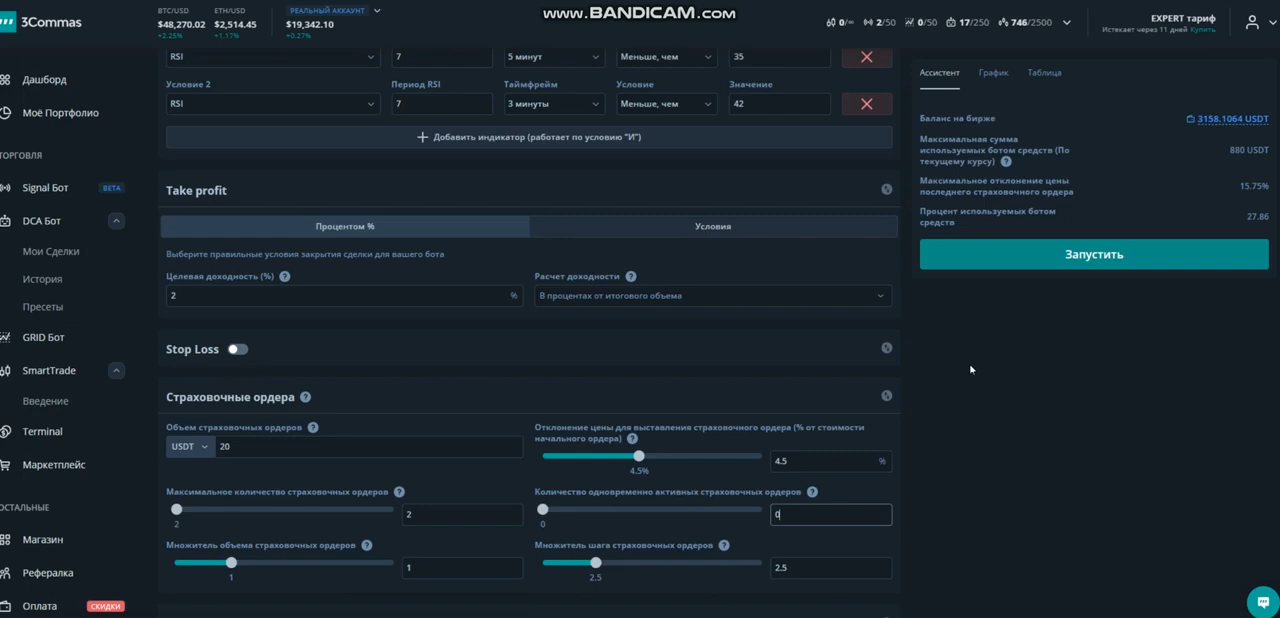 www.BANDICAM.com
3Commas
BTC/USD
$48,270.02
+2.25%
ETH/USD
$2,514.45
+1.17%
РЕАЛЬНЫЙ АККАУНТ
$19,342.10
+0.27%
0/∞
2/50
0/50
17/250
746/2500
EXPERT тариф
Истекает через 11 дней Купить
Дашборд
Моё Портфолио
ТОРГОВЛЯ
Signal Бот
BETA
DCA Бот
Мои Сделки
История
Пресеты
GRID Бот
SmartTrade
Введение
Terminal
Маркетплейс
ОСТАЛЬНЫЕ
Магазин
Рефералка
Оплата
СКИДКИ
RSI
7
5 минут
Меньше, чем
35
Условие 2
Период RSI
Таймфрейм
Условие
Значение
RSI
7
3 минуты
Меньше, чем
42
Добавить индикатор (работает по условию "И")
Take profit
Процентом %
Условия
Выберите правильные условия закрытия сделки для вашего бота
Целевая доходность (%)
Расчет доходности
2
%
В процентах от итогового объема
Stop Loss
Страховочные ордера
Объем страховочных ордеров
Отклонение цены для выставления страховочного ордера (% от стоимости
начального ордера)
USDT
20
4.5%
4.5
%
Максимальное количество страховочных ордеров
Количество одновременно активных страховочных ордеров
2
2
0
0
Множитель объема страховочных ордеров
Множитель шага страховочных ордеров
1
1
2.5
2.5
Ассистент
График
Таблица
Баланс на бирже
3158.1064 USDT
Максимальная сумма
используемых ботом средств (По
текущему курсу)
880 USDT
Максимальное отклонение цены
последнего страховочного ордера
15.75%
Процент используемых ботом
средств
27.86
Запустить